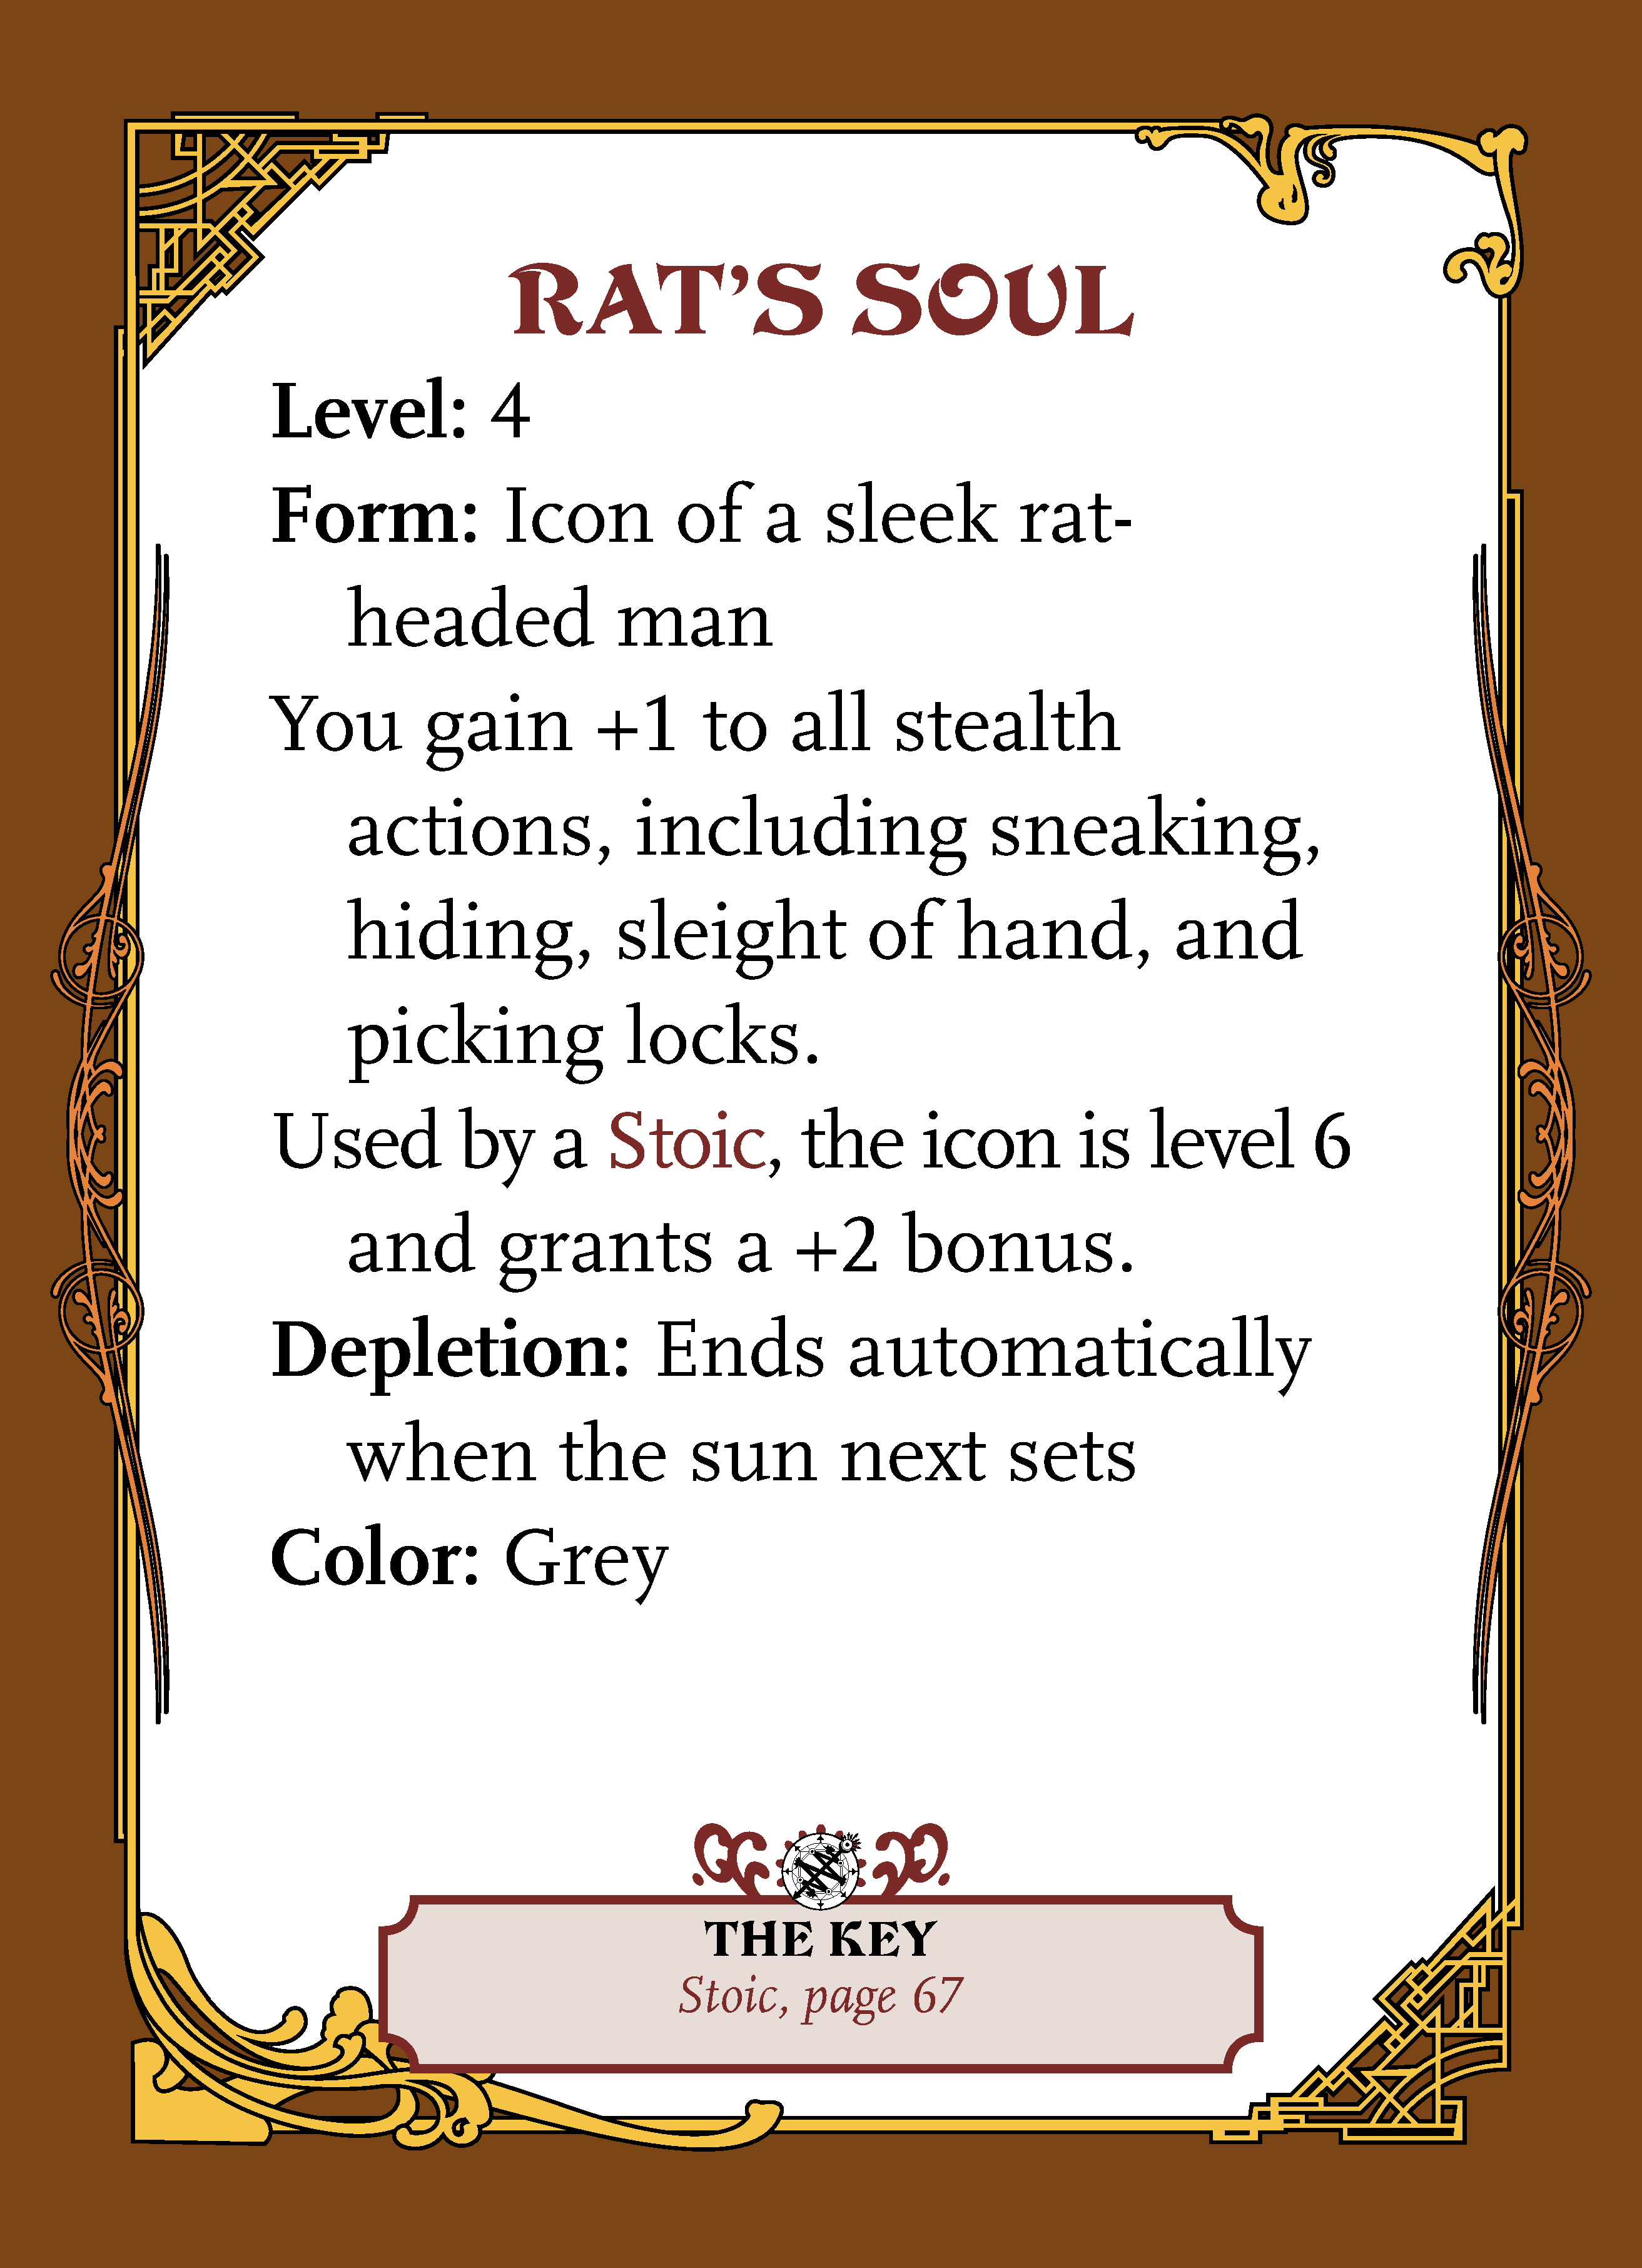 RAT’S SOUL
Level: 4
Form: Icon of a sleek rat-
headed man
You gain +1 to all stealth
actions, including sneaking,
hiding, sleight of hand, and
picking locks.
Used by a Stoic, the icon is level 6
and grants a +2 bonus.
Depletion: Ends automatically
when the sun next sets
Color: Grey
THE KEY
Stoic, page 67